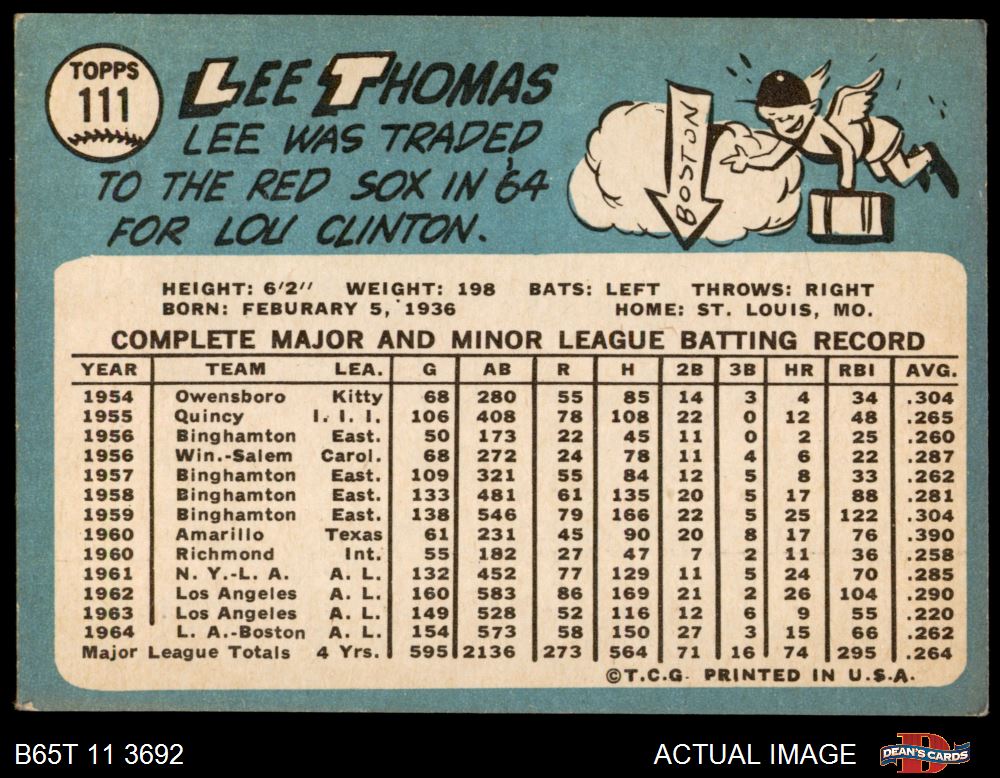 TOPPS
111
LEE THOMAS
LEE WAS TRADED
TO THE RED SOX IN '64
FOR LOU CLINTON.
BOSTON
HEIGHT: 6'2" WEIGHT: 198 BATS: LEFT THROWS: RIGHT
BORN: FEBURARY 5, 1936 HOME: ST. LOUIS, MO.
COMPLETE MAJOR AND MINOR LEAGUE BATTING RECORD
YEAR TEAM LEA. G AB R H 2B 3B HR RBI AVG.
1954 Owensboro Kitty 68 280 55 85 14 3 4 34 .304
1955 Quincy I. I. I. 106 408 78 108 22 0 12 48 .265
1956 Binghamton East. 50 173 22 45 11 0 2 25 .260
1956 Win.-Salem Carol. 68 272 24 78 11 4 6 22 .287
1957 Binghamton East. 109 321 55 84 12 5 8 33 .262
1958 Binghamton East. 133 481 61 135 20 5 17 88 .281
1959 Binghamton East. 138 546 79 166 22 5 25 122 .304
1960 Amarillo Texas 61 231 45 90 20 8 17 76 .390
1960 Richmond Int. 55 182 27 47 7 2 11 36 .258
1961 N. Y.-L. A. A. L. 132 452 77 129 11 5 24 70 .285
1962 Los Angeles A. L. 160 583 86 169 21 2 26 104 .290
1963 Los Angeles A. L. 149 528 52 116 12 6 9 55 .220
1964 L. A.-Boston A. L. 154 573 58 150 27 3 15 66 .262
Major League Totals 4 Yrs. 595 2136 273 564 71 16 74 295 .264
©T.C.G. PRINTED IN U.S.A.
B65T 11 3692 ACTUAL IMAGE DEAN'S CARDS